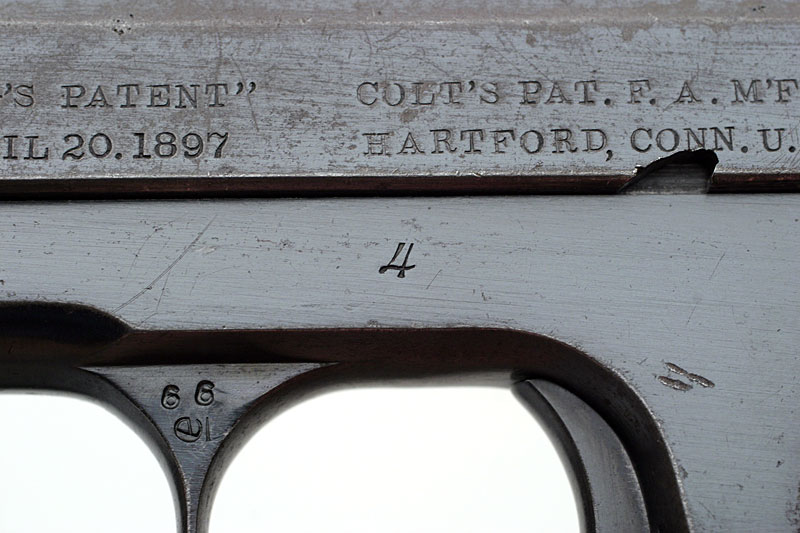 'S PATENT" COLT'S PAT. F. A. M'F
IL 20. 1897 HARTFORD, CONN. U.
4
66